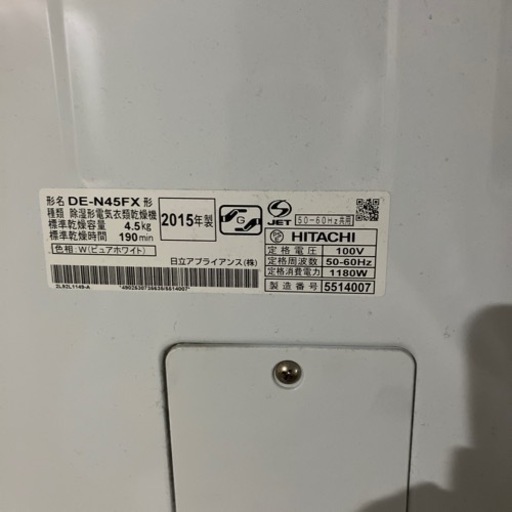 形名 DE-N45FX 形
種類 除湿形電気衣類乾燥機
標準乾燥容量 4.5kg
標準乾燥時間 190min
色相:W(ピュアホワイト)
2015年製
G
JET
50-60Hz共用
HITACHI
定格電圧 100V
定格周波数 50-60Hz
定格消費電力 1180W
製造番号 5514007
日立アプライアンス(株)
2LR2L1149-A